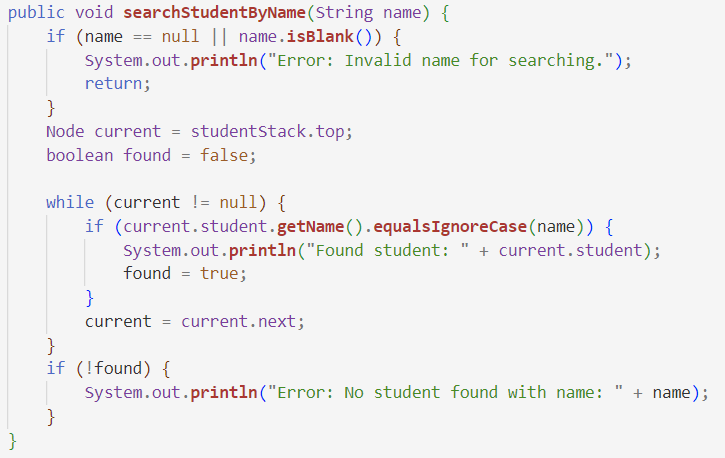 public void searchStudentByName(String name) {
    if (name == null || name.isBlank()) {
        System.out.println("Error: Invalid name for searching.");
        return;
    }
    Node current = studentStack.top;
    boolean found = false;

    while (current != null) {
        if (current.student.getName().equalsIgnoreCase(name)) {
            System.out.println("Found student: " + current.student);
            found = true;
        }
        current = current.next;
    }
    if (!found) {
        System.out.println("Error: No student found with name: " + name);
    }
}